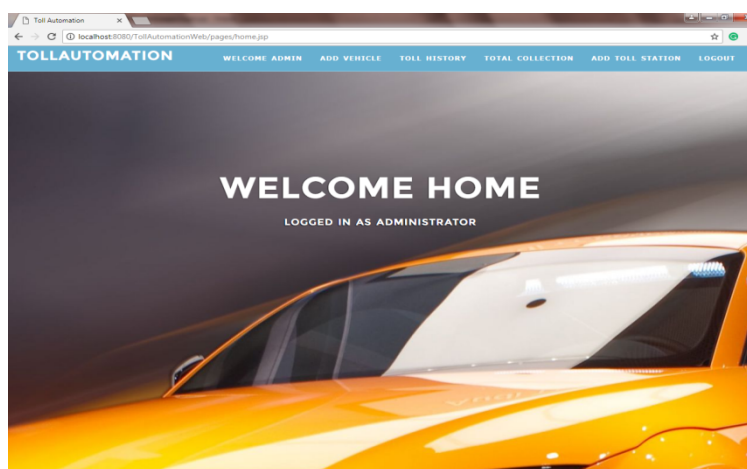 Toll Automation
localhost:8080/TollAutomationWeb/pages/home.jsp
TOLLAUTOMATION WELCOME ADMIN ADD VEHICLE TOLL HISTORY TOTAL COLLECTION ADD TOLL STATION LOGOUT
WELCOME HOME
LOGGED IN AS ADMINISTRATOR